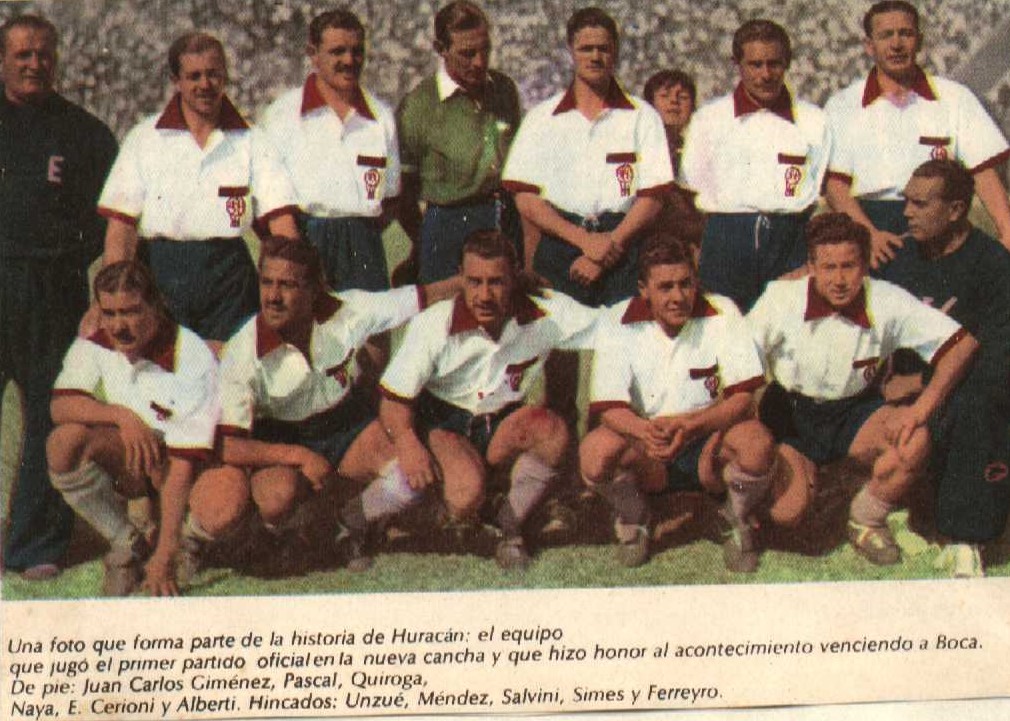 E
Una foto que forma parte de la historia de Huracán: el equipo
que jugó el primer partido oficial en la nueva cancha y que hizo honor al acontecimiento venciendo a Boca.
De pie: Juan Carlos Giménez, Pascal, Quiroga,
Naya, E. Cerioni y Alberti. Hincados: Unzué, Méndez, Salvini, Simes y Ferreyro.